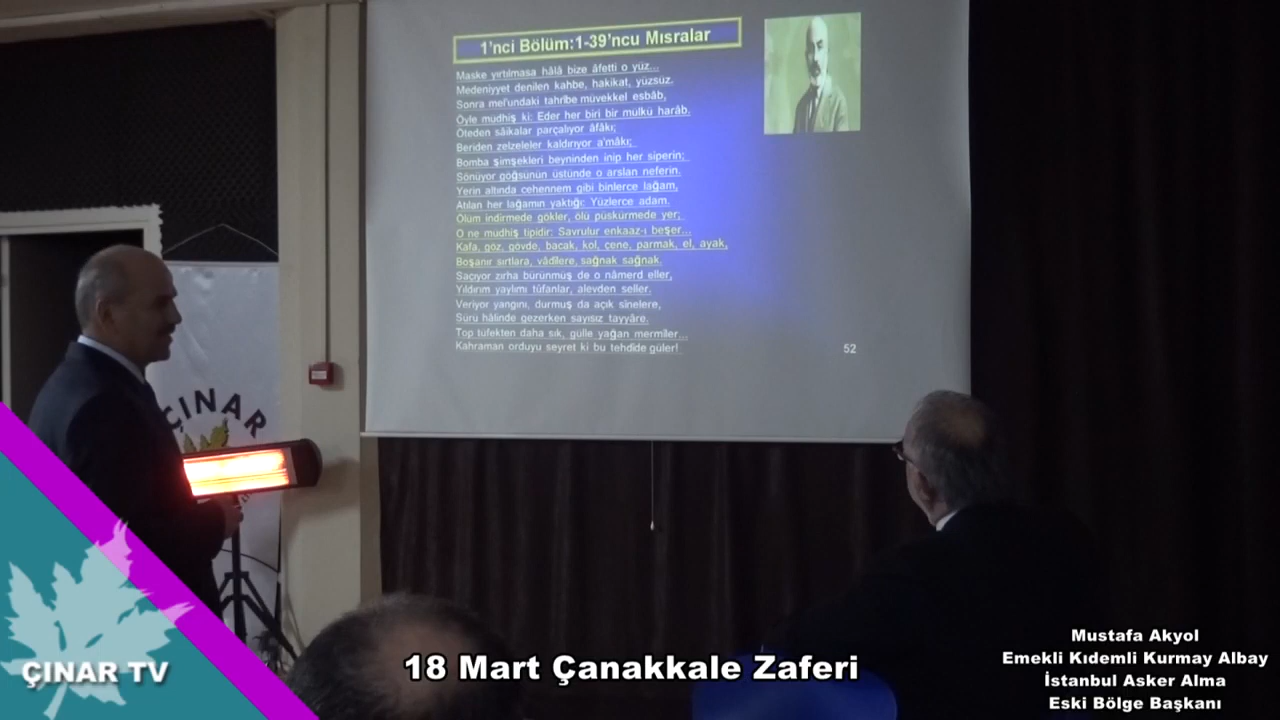 1'nci Bölüm:1-39'ncu Mısralar
Maske yırtılmasa hâlâ bize âfetti o yüz...
Medeniyyet denilen kahbe, hakikat, yüzsüz.
Sonra mel'undaki tahrîbe müvekkel esbâb,
Öyle müdhiş ki: Eder her biri bir mülkü harâb.
Öteden sâikalar parçalıyor âfâkı;
Beriden zelzeleler kaldırıyor a'mâkı;
Bomba şimşekleri beyninden inip her siperin;
Sönüyor göğsünün üstünde o arslan neferin.
Yerin altında cehennem gibi binlerce lağam,
Atılan her lağamın yaktığı: Yüzlerce adam.
Ölüm indirmede gökler, ölü püskürmede yer;
O ne müdhiş tipidir: Savrulur enkaaz-ı beşer...
Kafa, göz, gövde, bacak, kol, çene, parmak, el, ayak,
Boşanır sırtlara, vâdîlere, sağnak sağnak.
Saçıyor zırha bürünmüş de o nâmerd eller,
Yıldırım yaylımı tûfanlar, alevden seller.
Veriyor yangını, durmuş da açık sînelere,
Sürü hâlinde gezerken sayısız tayyâre.
Top tüfekten daha sık, gülle yağan mermîler...
Kahraman orduyu seyret ki bu tehdîde güler!
52
ÇINAR
ÇINAR TV
18 Mart Çanakkale Zaferi
Mustafa Akyol
Emekli Kıdemli Kurmay Albay
İstanbul Asker Alma
Eski Bölge Başkanı